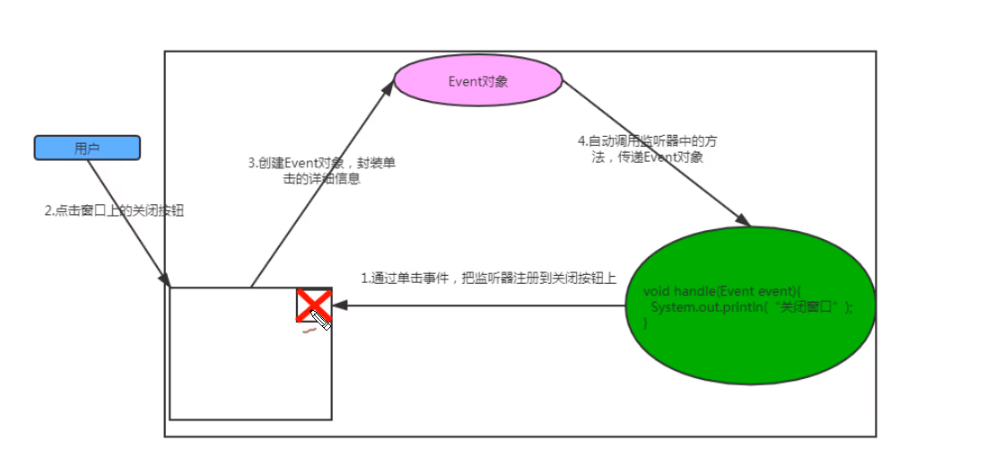 Event对象
用户
4.自动调用监听器中的方
法，传递Event对象
3.创建Event对象，封装单
击的详细信息
2.点击窗口上的关闭按钮
1.通过单击事件，把监听器注册到关闭按钮上
void handle(Event event){
System.out.println(“关闭窗口”);
}